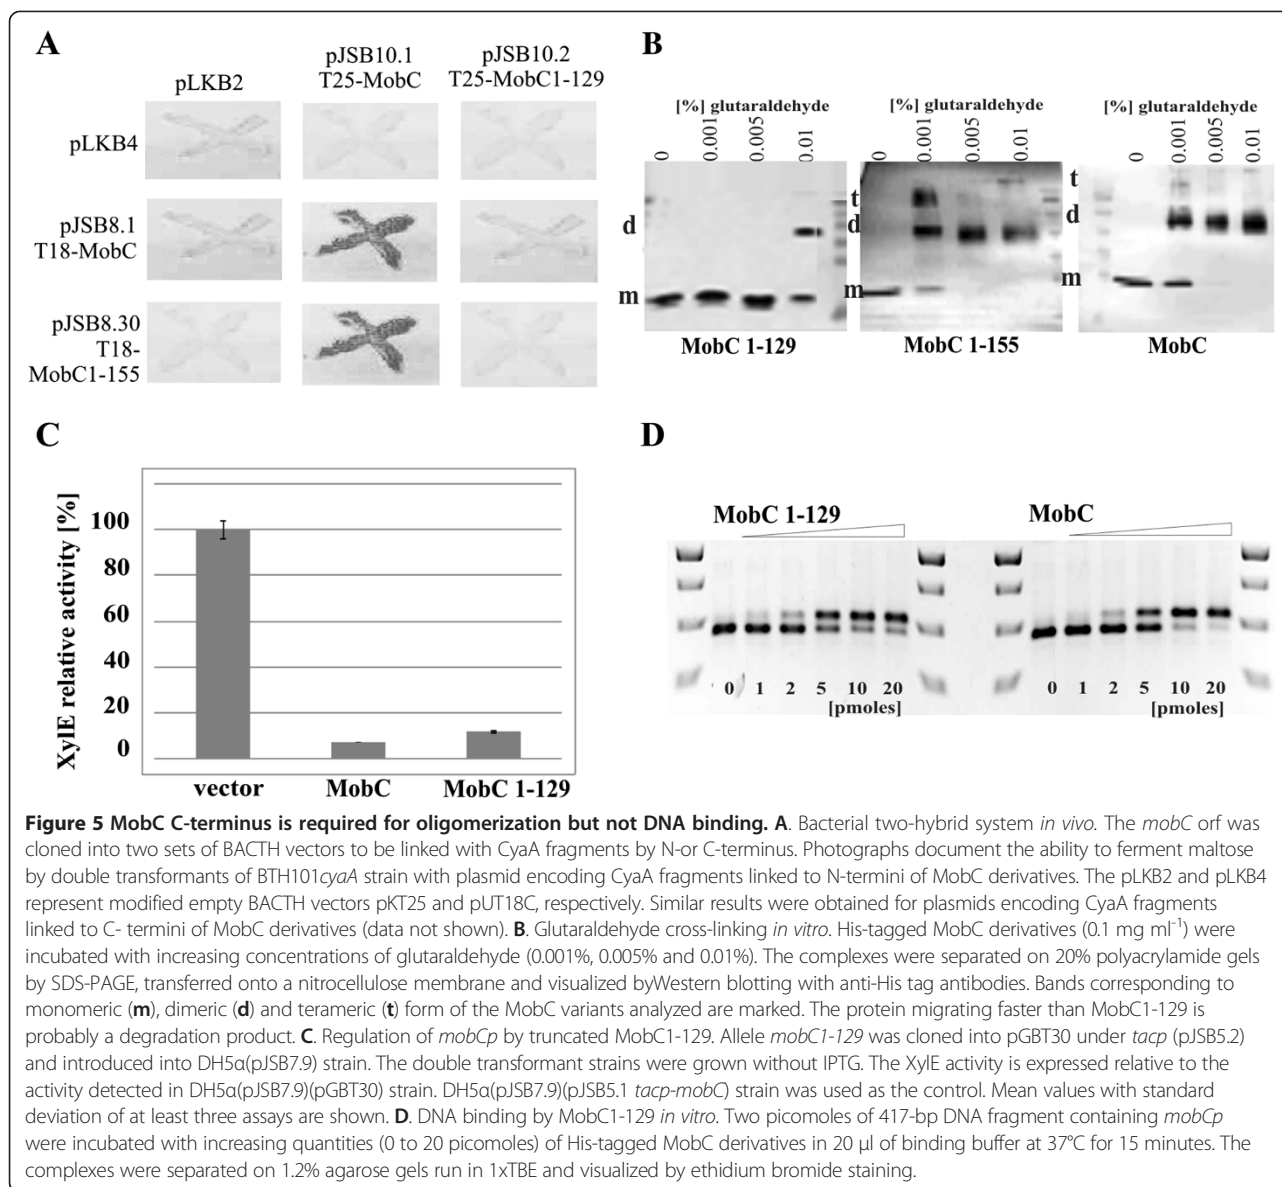 A
pLKB2
pJSB10.1
T25-MobC
pJSB10.2
T25-MobC1-129
pLKB4
pJSB8.1
T18-MobC
pJSB8.30
T18-
MobC1-155
B
[%] glutaraldehyde
0
0.001
0.005
0.01
d
m
MobC 1-129
[%] glutaraldehyde
0
0.001
0.005
0.01
t
d
m
MobC 1-155
[%] glutaraldehyde
0
0.001
0.005
0.01
t
d
m
MobC
C
XylE relative activity [%]
100
80
60
40
20
0
vector
MobC
MobC 1-129
D
MobC 1-129
0 1 2 5 10 20
[pmoles]
MobC
0 1 2 5 10 20
[pmoles]
Figure 5 MobC C-terminus is required for oligomerization but not DNA binding. A. Bacterial two-hybrid system in vivo. The mobC orf was
cloned into two sets of BACTH vectors to be linked with CyaA fragments by N-or C-terminus. Photographs document the ability to ferment maltose
by double transformants of BTH101cyaA strain with plasmid encoding CyaA fragments linked to N-termini of MobC derivatives. The pLKB2 and pLKB4
represent modified empty BACTH vectors pKT25 and pUT18C, respectively. Similar results were obtained for plasmids encoding CyaA fragments
linked to C- termini of MobC derivatives (data not shown). B. Glutaraldehyde cross-linking in vitro. His-tagged MobC derivatives (0.1 mg ml⁻¹) were
incubated with increasing concentrations of glutaraldehyde (0.001%, 0.005% and 0.01%). The complexes were separated on 20% polyacrylamide gels
by SDS-PAGE, transferred onto a nitrocellulose membrane and visualized byWestern blotting with anti-His tag antibodies. Bands corresponding to
monomeric (m), dimeric (d) and terameric (t) form of the MobC variants analyzed are marked. The protein migrating faster than MobC1-129 is
probably a degradation product. C. Regulation of mobCp by truncated MobC1-129. Allele mobC1-129 was cloned into pGBT30 under tacp (pJSB5.2)
and introduced into DH5α(pJSB7.9) strain. The double transformant strains were grown without IPTG. The XylE activity is expressed relative to the
activity detected in DH5α(pJSB7.9)(pGBT30) strain. DH5α(pJSB7.9)(pJSB5.1 tacp-mobC) strain was used as the control. Mean values with standard
deviation of at least three assays are shown. D. DNA binding by MobC1-129 in vitro. Two picomoles of 417-bp DNA fragment containing mobCp
were incubated with increasing quantities (0 to 20 picomoles) of His-tagged MobC derivatives in 20 μl of binding buffer at 37°C for 15 minutes. The
complexes were separated on 1.2% agarose gels run in 1xTBE and visualized by ethidium bromide staining.